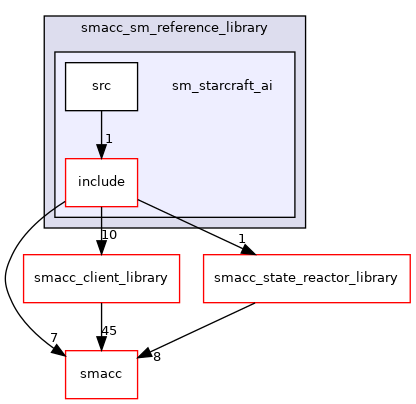 smacc_sm_reference_library
src
sm_starcraft_ai
1
include
10
1
smacc_client_library
smacc_state_reactor_library
7
45
8
smacc